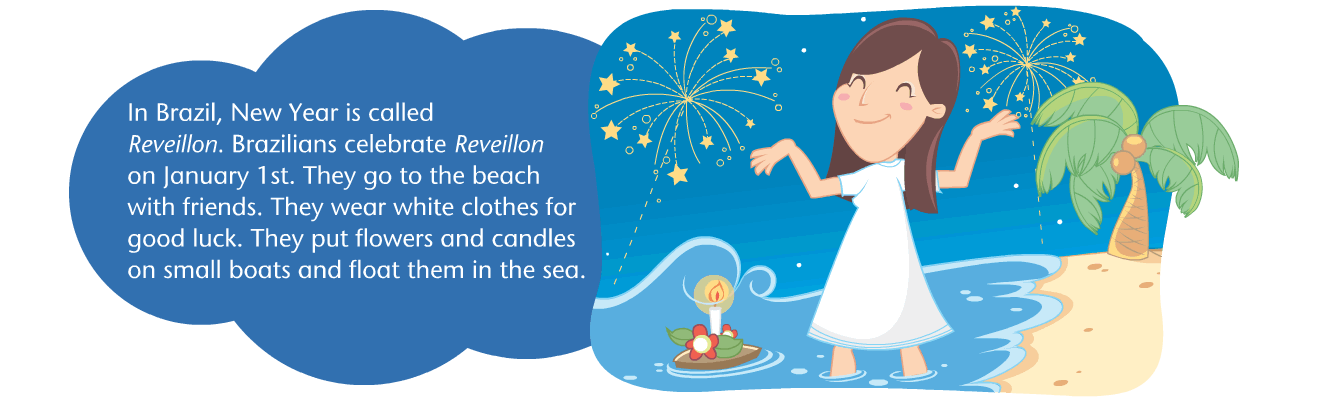 In Brazil, New Year is called
Reveillon. Brazilians celebrate Reveillon
on January 1st. They go to the beach
with friends. They wear white clothes for
good luck. They put flowers and candles
on small boats and float them in the sea.